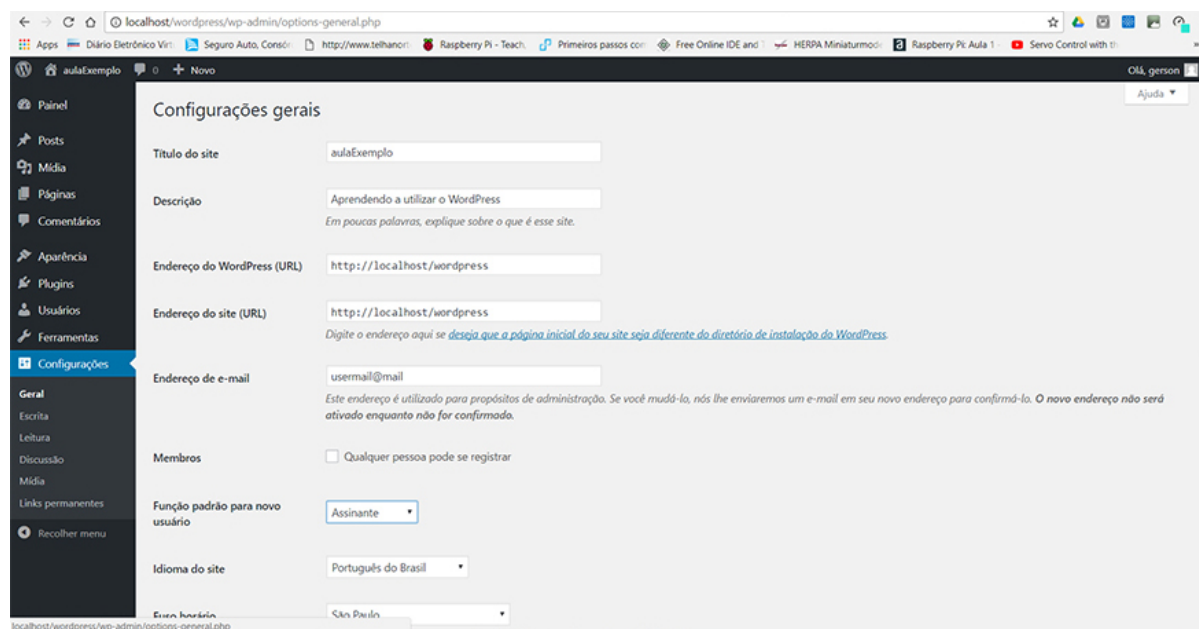 localhost/wordpress/wp-admin/options-general.php
Apps Diário Eletrônico Virt Seguro Auto, Consór http://www.telhanort Raspberry Pi - Teach, Primeiros passos com Free Online IDE and HERPA Miniaturmod Raspberry Pi: Aula 1 Servo Control with th
aulaExemplo 0 + Novo Olá, gerson
Ajuda
Painel
Posts
Mídia
Páginas
Comentários
Aparência
Plugins
Usuários
Ferramentas
Configurações
Geral
Escrita
Leitura
Discussão
Mídia
Links permanentes
Recolher menu
Configurações gerais
Título do site aulaExemplo
Descrição Aprendendo a utilizar o WordPress
Em poucas palavras, explique sobre o que é esse site.
Endereço do WordPress (URL) http://localhost/wordpress
Endereço do site (URL) http://localhost/wordpress
Digite o endereço aqui se deseja que a página inicial do seu site seja diferente do diretório de instalação do WordPress.
Endereço de e-mail usermail@mail
Este endereço é utilizado para propósitos de administração. Se você mudá-lo, nós lhe enviaremos um e-mail em seu novo endereço para confirmá-lo. O novo endereço não será
ativado enquanto não for confirmado.
Membros Qualquer pessoa pode se registrar
Função padrão para novo
usuário
Assinante
Idioma do site Português do Brasil
Fuso horário São Paulo
localhost/wordpress/wp-admin/options-general.php